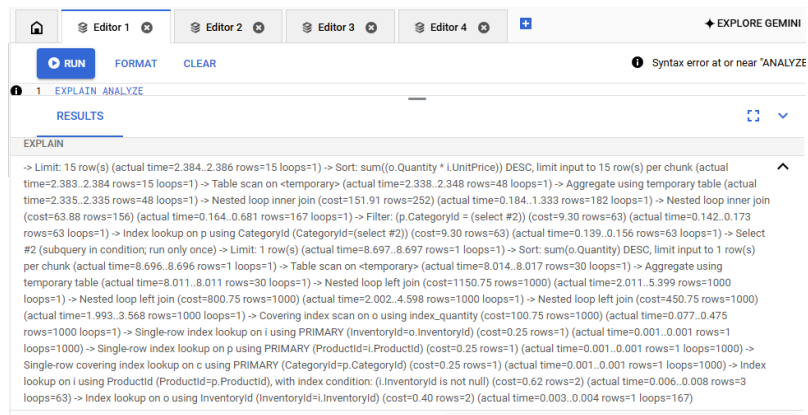 Editor 1
Editor 2
Editor 3
Editor 4
EXPLORE GEMINI
RUN
FORMAT
CLEAR
Syntax error at or near "ANALYZE
1 EXPLAIN ANALYZE
RESULTS
EXPLAIN
-> Limit: 15 row(s) (actual time=2.384..2.386 rows=15 loops=1) -> Sort: sum((o.Quantity * i.UnitPrice)) DESC, limit input to 15 row(s) per chunk (actual
time=2.383..2.384 rows=15 loops=1) -> Table scan on <temporary> (actual time=2.338..2.348 rows=48 loops=1) -> Aggregate using temporary table (actual
time=2.335..2.335 rows=48 loops=1) -> Nested loop inner join (cost=151.91 rows=252) (actual time=0.184..1.333 rows=182 loops=1) -> Nested loop inner join
(cost=63.88 rows=156) (actual time=0.164..0.681 rows=167 loops=1) -> Filter: (p.CategoryId = (select #2)) (cost=9.30 rows=63) (actual time=0.142..0.173
rows=63 loops=1) -> Index lookup on p using CategoryId (CategoryId=(select #2)) (cost=9.30 rows=63) (actual time=0.139..0.156 rows=63 loops=1) -> Select
#2 (subquery in condition; run only once) -> Limit: 1 row(s) (actual time=8.697..8.697 rows=1 loops=1) -> Sort: sum(o.Quantity) DESC, limit input to 1 row(s)
per chunk (actual time=8.696..8.696 rows=1 loops=1) -> Table scan on <temporary> (actual time=8.014..8.017 rows=30 loops=1) -> Aggregate using
temporary table (actual time=8.011..8.011 rows=30 loops=1) -> Nested loop left join (cost=1150.75 rows=1000) (actual time=2.011..5.399 rows=1000
loops=1) -> Nested loop left join (cost=800.75 rows=1000) (actual time=2.002..4.598 rows=1000 loops=1) -> Nested loop left join (cost=450.75 rows=1000)
(actual time=1.993..3.568 rows=1000 loops=1) -> Covering index scan on o using index_quantity (cost=100.75 rows=1000) (actual time=0.077..0.475
rows=1000 loops=1) -> Single-row index lookup on i using PRIMARY (InventoryId=o.InventoryId) (cost=0.25 rows=1) (actual time=0.001..0.001 rows=1
loops=1000) -> Single-row index lookup on p using PRIMARY (ProductId=i.ProductId) (cost=0.25 rows=1) (actual time=0.001..0.001 rows=1 loops=1000) ->
Single-row covering index lookup on c using PRIMARY (CategoryId=p.CategoryId) (cost=0.25 rows=1) (actual time=0.001..0.001 rows=1 loops=1000) -> Index
lookup on i using ProductId (ProductId=p.ProductId), with index condition: (i.InventoryId is not null) (cost=0.62 rows=2) (actual time=0.006..0.008 rows=3
loops=63) -> Index lookup on o using InventoryId (InventoryId=i.InventoryId) (cost=0.40 rows=2) (actual time=0.003..0.004 rows=1 loops=167)